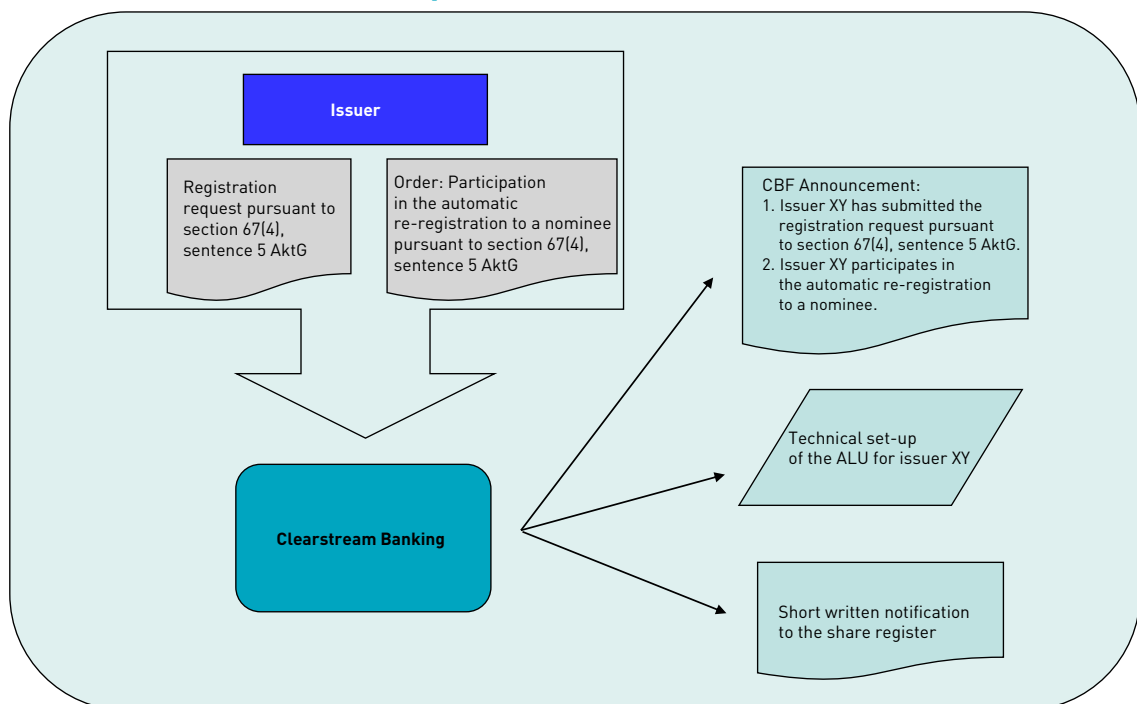 Issuer
Registration
request pursuant to
section 67(4),
sentence 5 AktG
Order: Participation
in the automatic
re-registration to a nominee
pursuant to section 67(4),
sentence 5 AktG
CBF Announcement:
1. Issuer XY has submitted the
registration request pursuant
to section 67(4), sentence 5 AktG.
2. Issuer XY participates in
the automatic re-registration
to a nominee.
Technical set-up
of the ALU for issuer XY
Clearstream Banking
Short written notification
to the share register